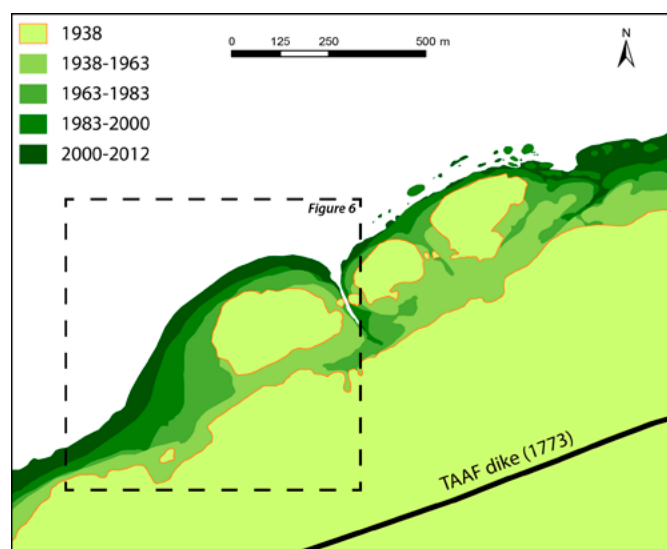 1938
1938-1963
1963-1983
1983-2000
2000-2012
0 125 250 500 m
N
Figure 6
TAAF dike (1773)